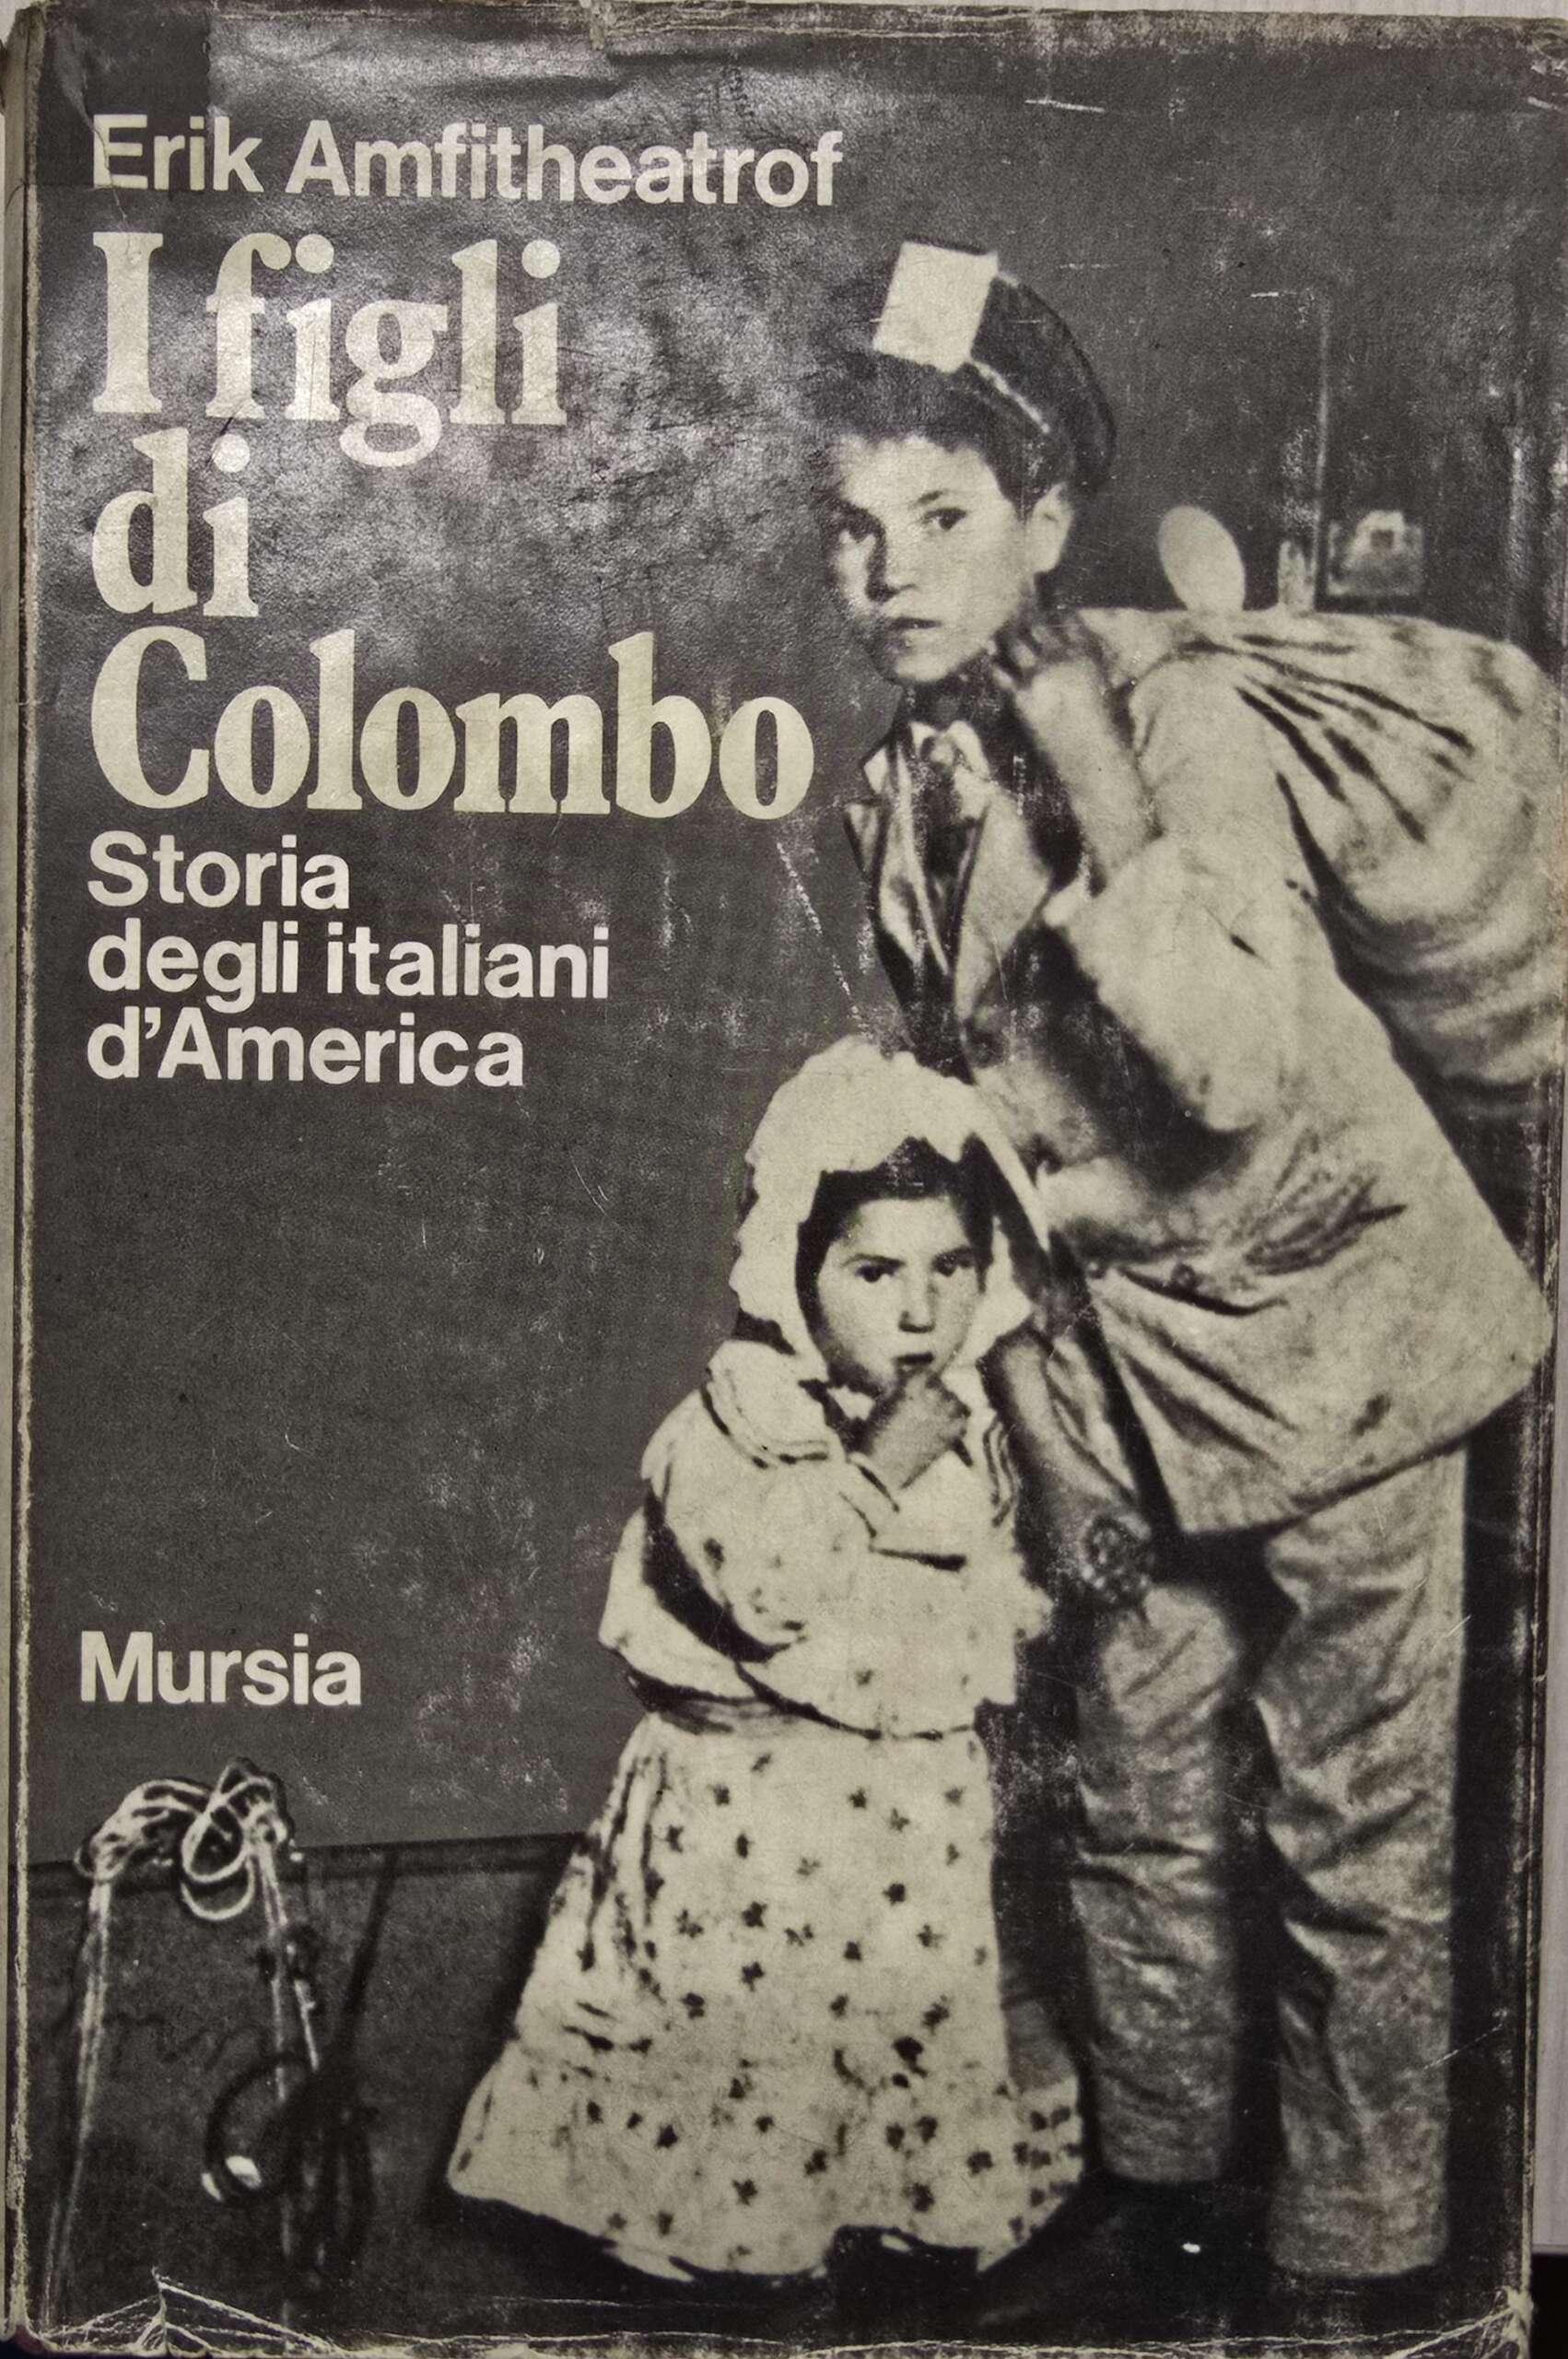 Erik Amfitheatrof
I figli
di
Colombo
Storia
degli italiani
d'America
Mursia